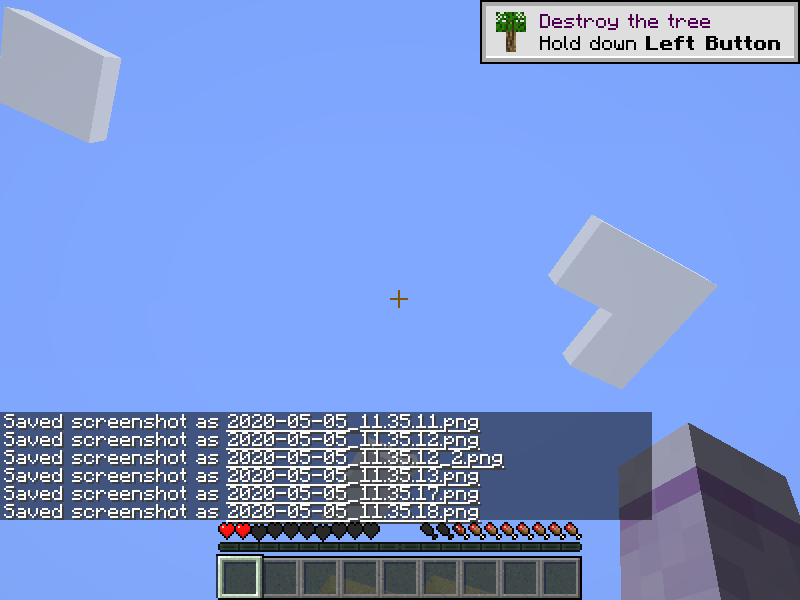 Destroy the tree
Hold down Left Button
Saved screenshot as 2020-05-05_11.35.11.png
Saved screenshot as 2020-05-05_11.35.12.png
Saved screenshot as 2020-05-05_11.35.12_2.png
Saved screenshot as 2020-05-05_11.35.13.png
Saved screenshot as 2020-05-05_11.35.17.png
Saved screenshot as 2020-05-05_11.35.18.png